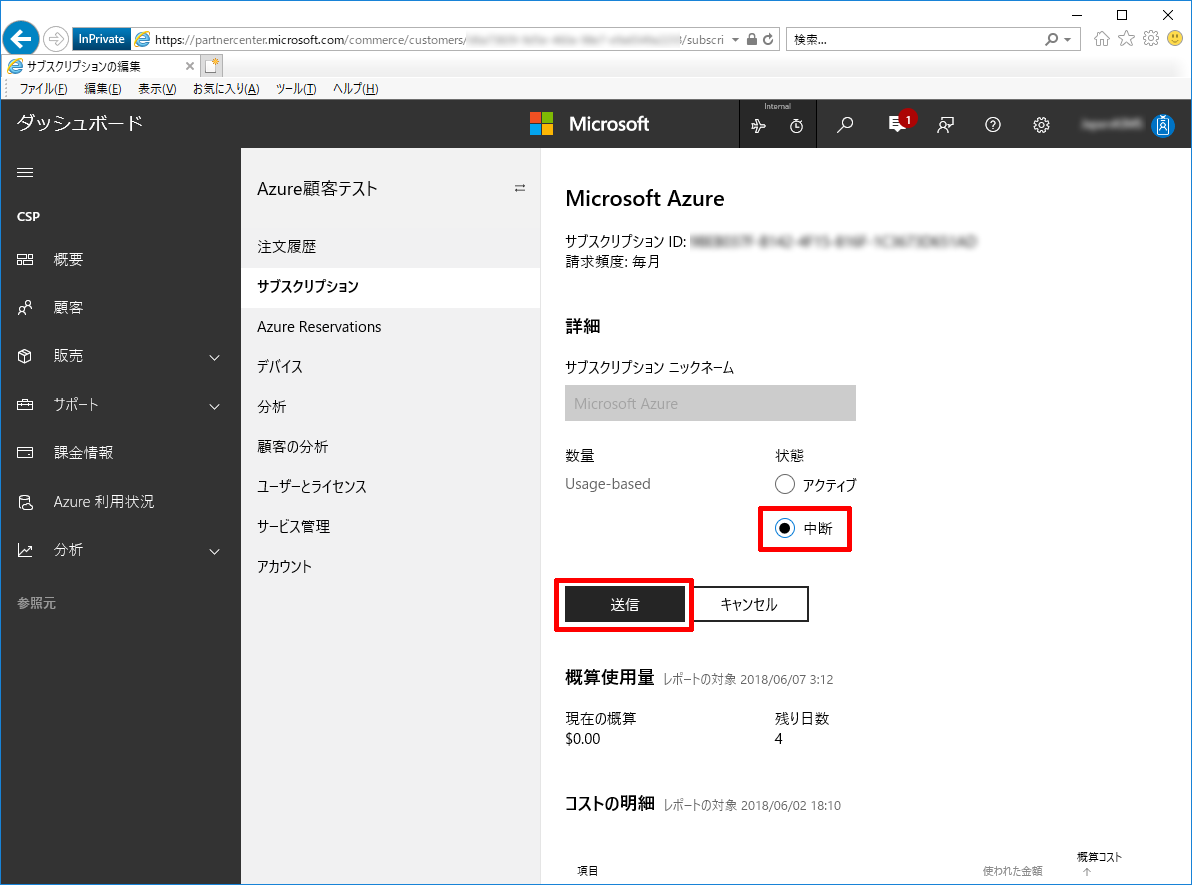 InPrivate
https://partnercenter.microsoft.com/commerce/customers/
/subscri
検索...
サブスクリプションの編集
ファイル(F) 編集(E) 表示(V) お気に入り(A) ツール(T) ヘルプ(H)
ダッシュボード
Microsoft
Internal
1
CSP
概要
顧客
販売
サポート
課金情報
Azure 利用状況
分析
参照元
Azure顧客テスト
注文履歴
サブスクリプション
Azure Reservations
デバイス
分析
顧客の分析
ユーザーとライセンス
サービス管理
アカウント
Microsoft Azure
サブスクリプション ID:
請求頻度: 毎月
詳細
サブスクリプション ニックネーム
Microsoft Azure
数量 状態
Usage-based アクティブ
中断
送信 キャンセル
概算使用量 レポートの対象 2018/06/07 3:12
現在の概算 残り日数
$0.00 4
コストの明細 レポートの対象 2018/06/02 18:10
概算コスト
項目 使われた金額 ↑